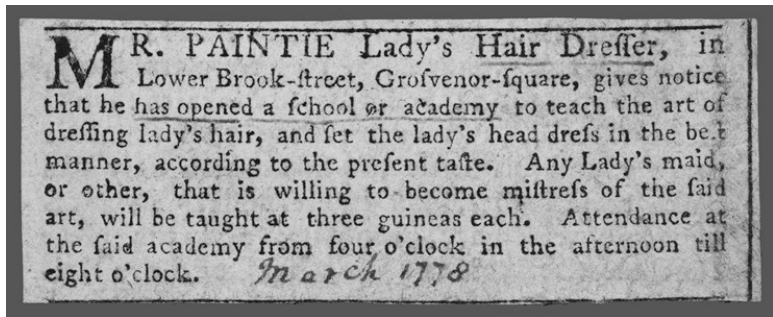 MR. PAINTIE Lady's Hair Dreſſer, in
Lower Brook-ſtreet, Groſvenor-ſquare, gives notice
that he has opened a ſchool or academy to teach the art of
dreſſing lady's hair, and ſet the lady's head dreſs in the beſt
manner, according to the preſent taſte. Any Lady's maid,
or other, that is willing to become miſtreſs of the ſaid
art, will be taught at three guineas each. Attendance at
the ſaid academy from four o'clock in the afternoon till
eight o'clock. March 1778